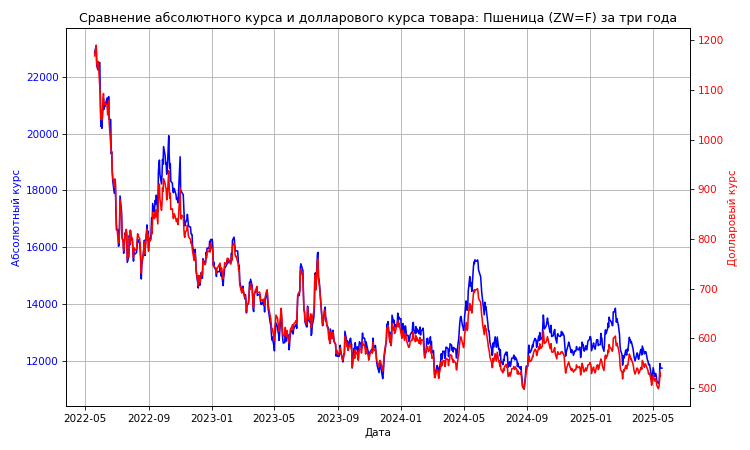 Сравнение абсолютного курса и долларового курса товара: Пшеница (ZW=F) за три года
Абсолютный курс
22000
20000
18000
16000
14000
12000
1200
1100
1000
900
800
700
600
500
Долларовый курс
2022-05 2022-09 2023-01 2023-05 2023-09 2024-01 2024-05 2024-09 2025-01 2025-05
Дата